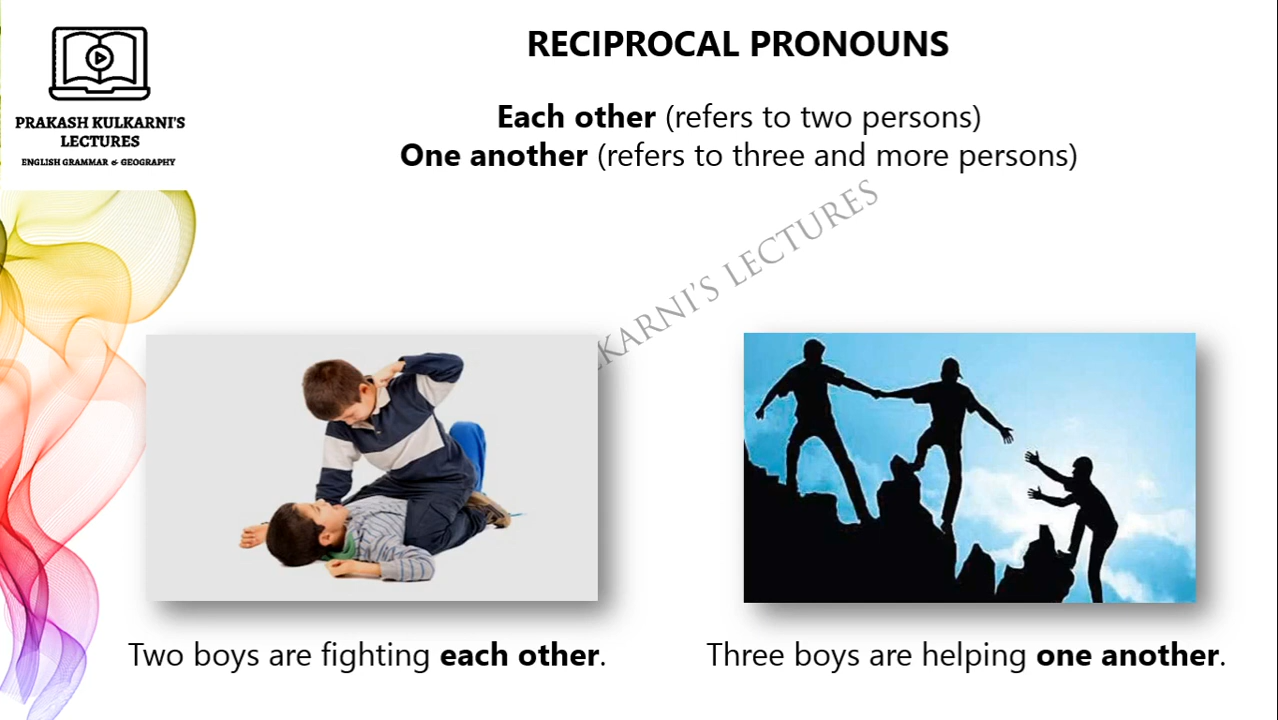 PRAKASH KULKARNI'S
LECTURES
ENGLISH GRAMMAR & GEOGRAPHY
RECIPROCAL PRONOUNS
Each other (refers to two persons)
One another (refers to three and more persons)
LECTURES
Two boys are fighting each other.
Three boys are helping one another.